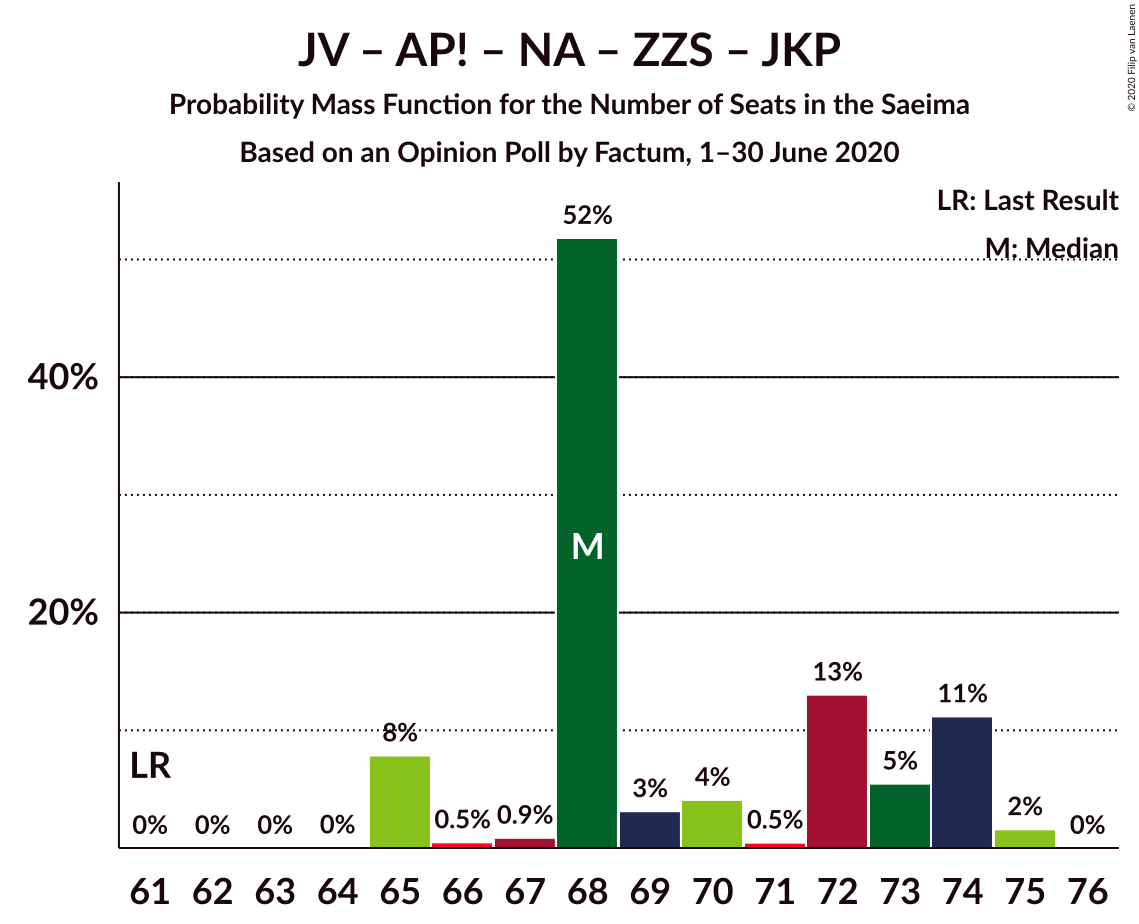 JV – AP! – NA – ZZS – JKP
Probability Mass Function for the Number of Seats in the Saeima
Based on an Opinion Poll by Factum, 1–30 June 2020
© 2020 Filip van Laenen
LR: Last Result
M: Median
52%
40%
M
20%
13%
11%
8%
LR
5%
4%
3%
2%
0% 0% 0% 0% 0.5% 0.9% 0.5% 0%
61 62 63 64 65 66 67 68 69 70 71 72 73 74 75 76